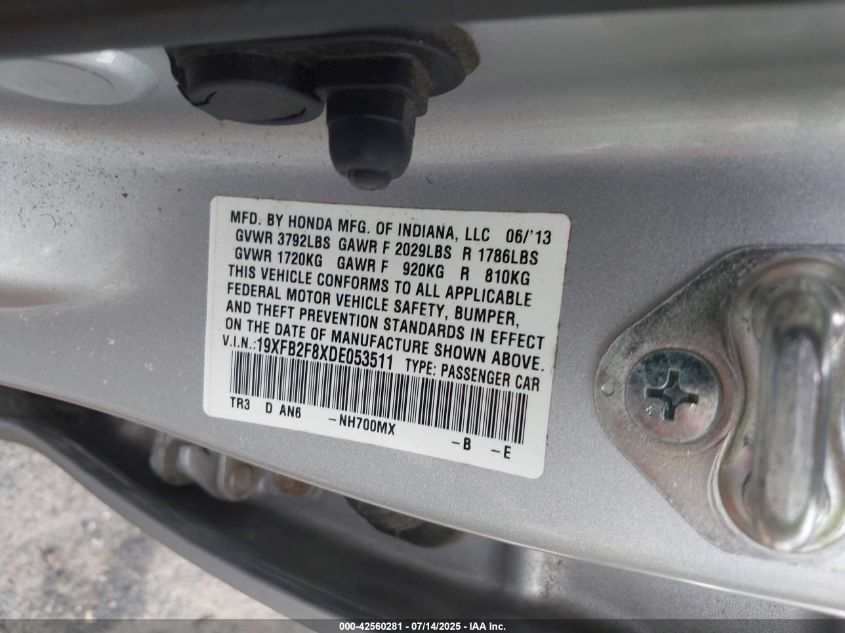 MFD. BY HONDA MFG. OF INDIANA, LLC 06/'13
GVWR 3792LBS GAWR F 2029LBS R 1786LBS
GVWR 1720KG GAWR F 920KG R 810KG
THIS VEHICLE CONFORMS TO ALL APPLICABLE
FEDERAL MOTOR VEHICLE SAFETY, BUMPER,
AND THEFT PREVENTION STANDARDS IN EFFECT
ON THE DATE OF MANUFACTURE SHOWN ABOVE.
V.I.N.:19XFB2F8XDE053511 TYPE: PASSENGER CAR
TR3 D AN6 -NH700MX -B -E
000-42560281 - 07/14/2025 - IAA Inc.